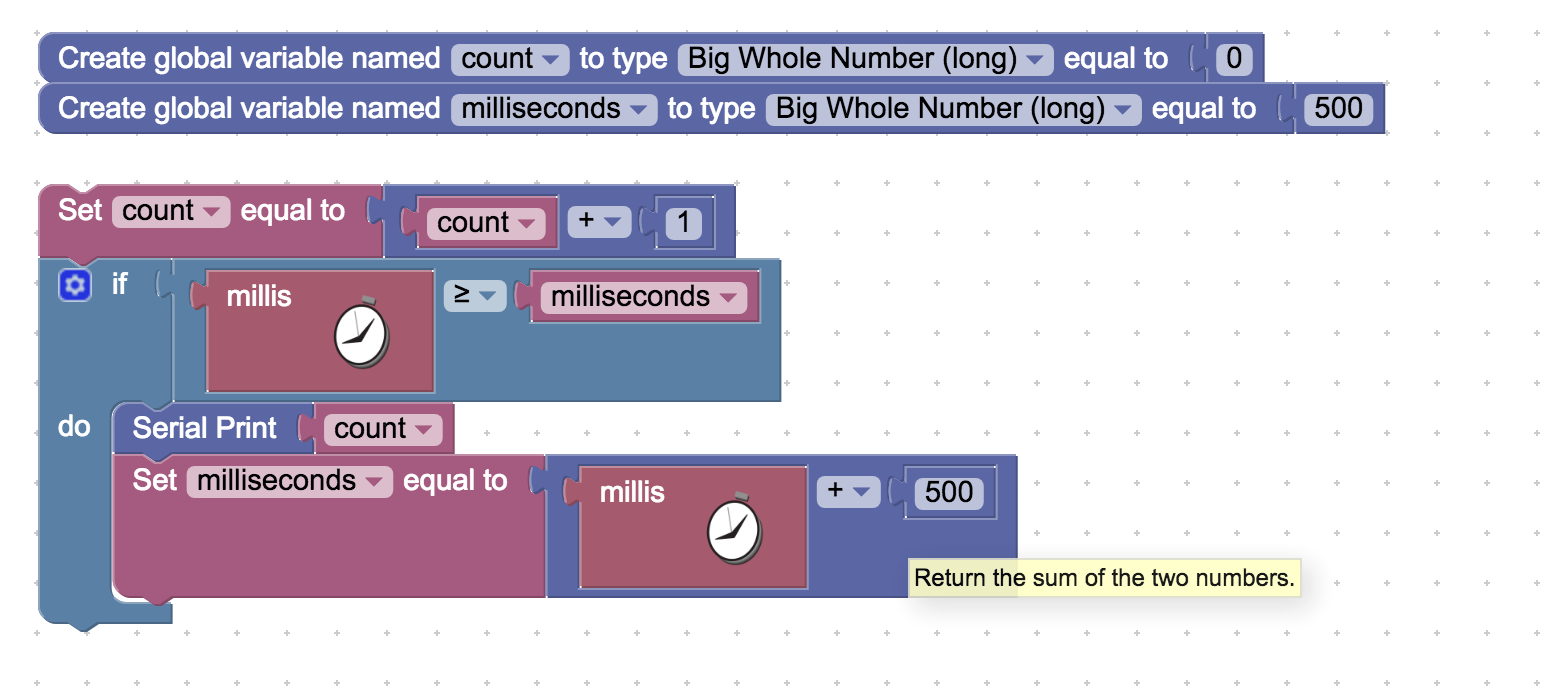 Create global variable named count to type Big Whole Number (long) equal to 0
Create global variable named milliseconds to type Big Whole Number (long) equal to 500
Set count equal to count + 1
if millis ≥ milliseconds
do Serial Print count
Set milliseconds equal to millis + 500
Return the sum of the two numbers.